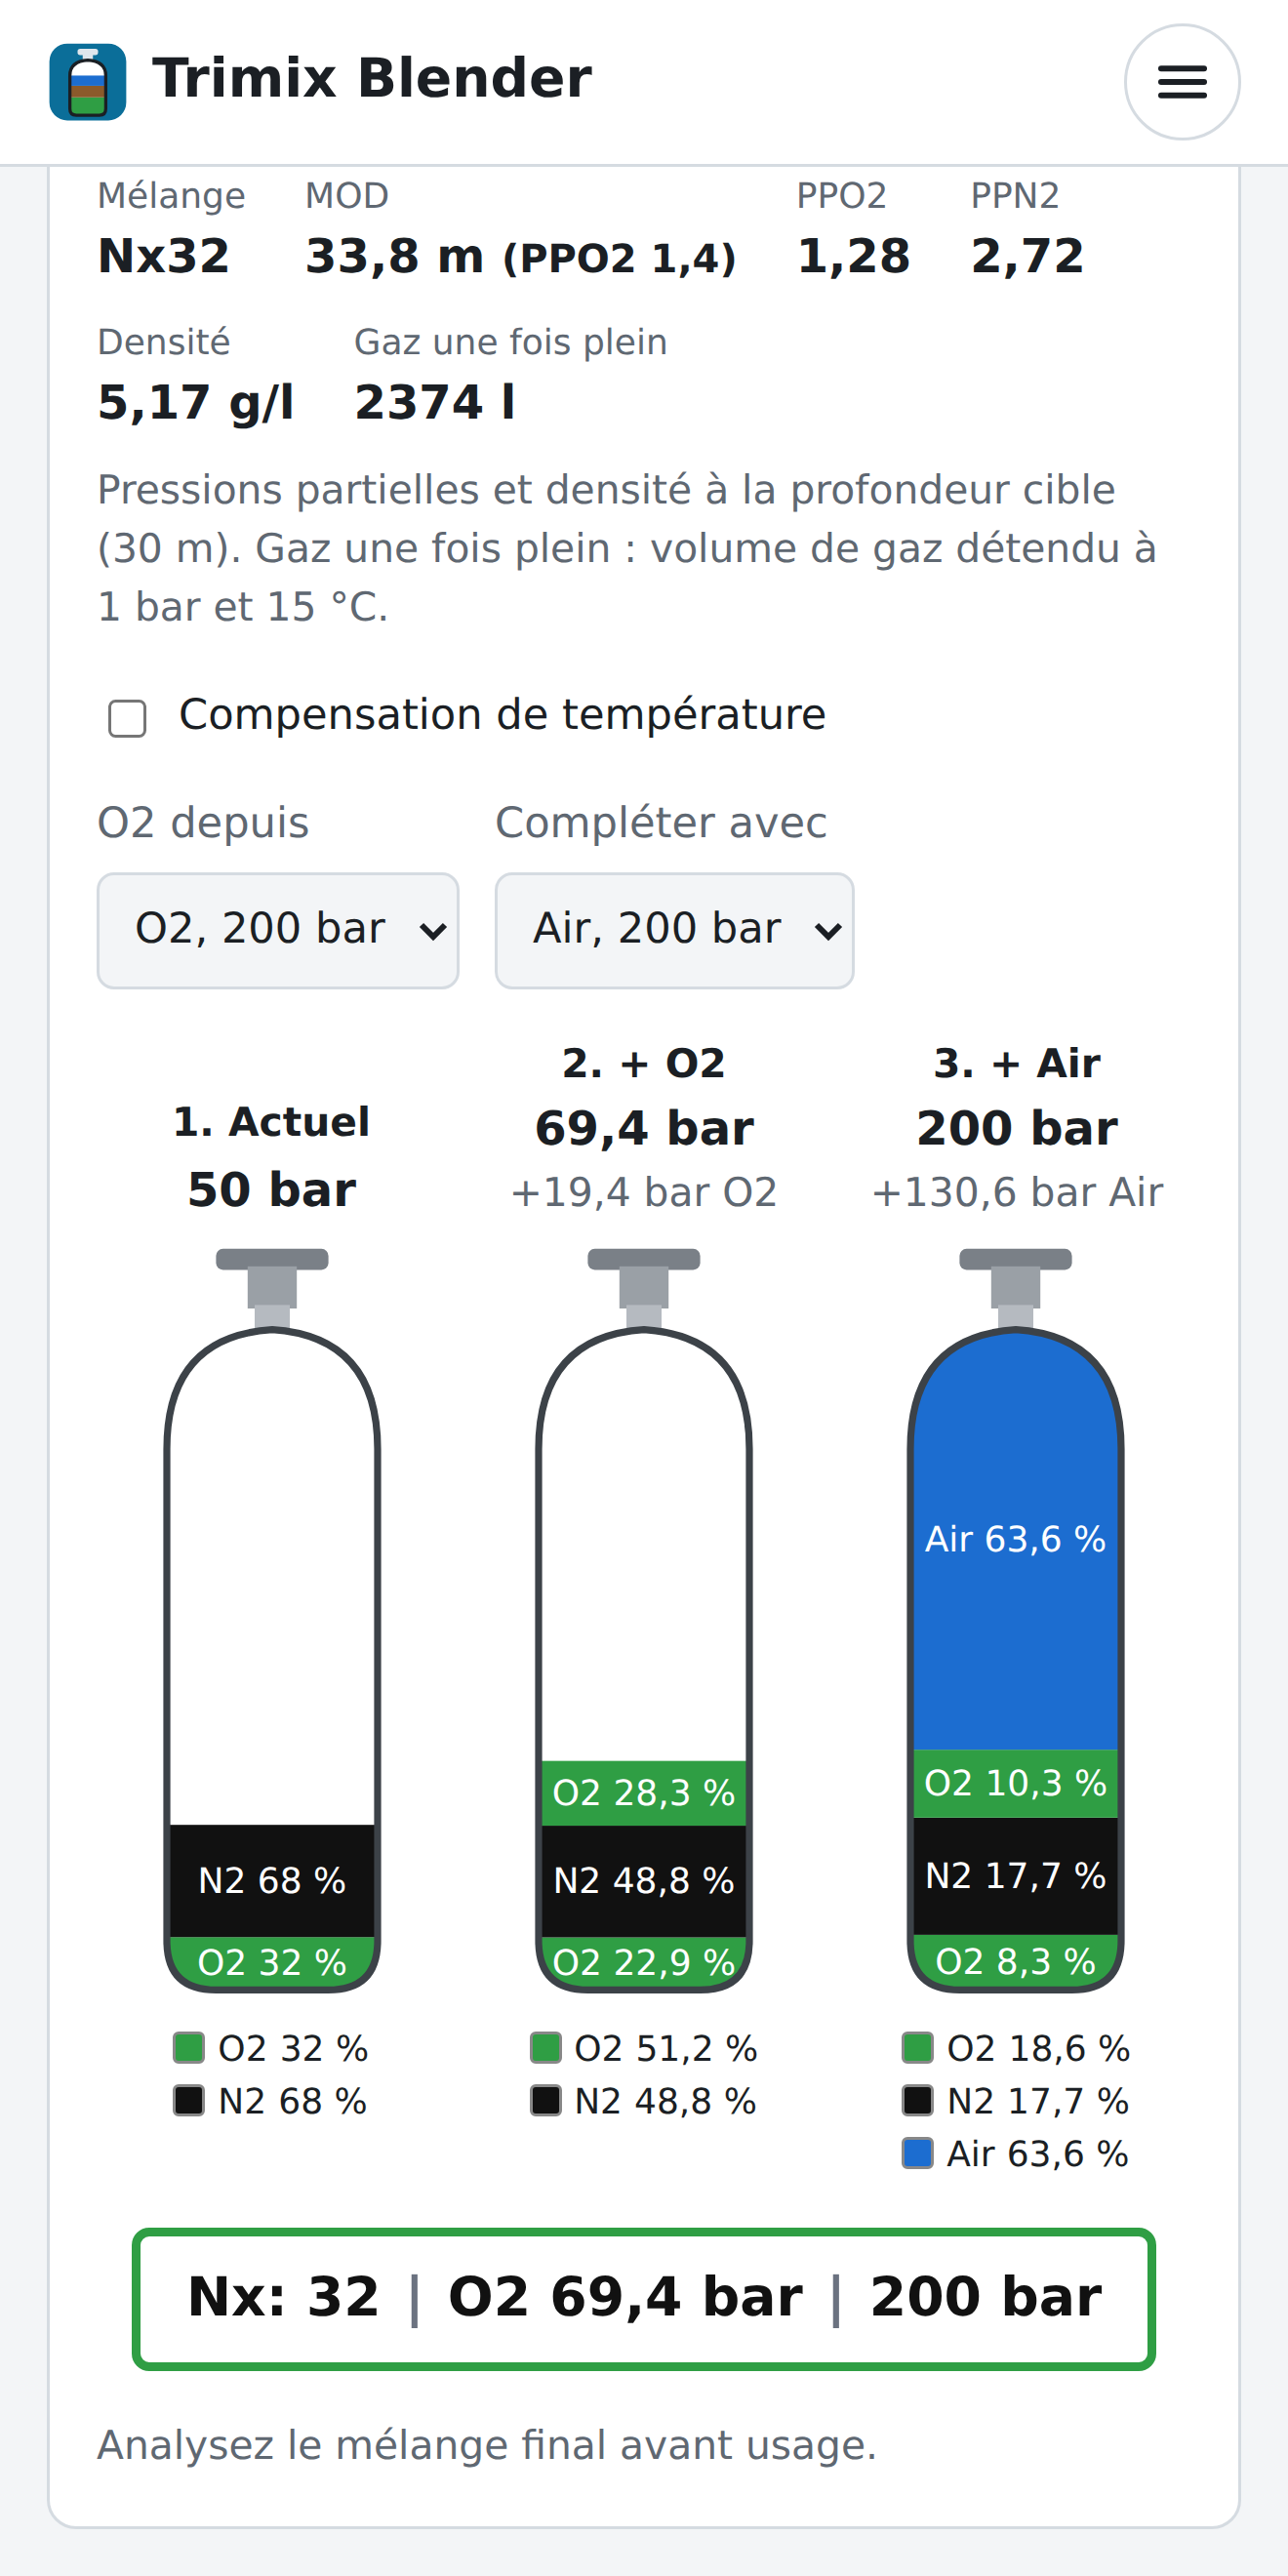 Trimix Blender
Mélange MOD PPO2 PPN2
Nx32 33,8 m (PPO2 1,4) 1,28 2,72
Densité Gaz une fois plein
5,17 g/l 2374 l
Pressions partielles et densité à la profondeur cible
(30 m). Gaz une fois plein : volume de gaz détendu à
1 bar et 15 °C.
Compensation de température
O2 depuis Compléter avec
O2, 200 bar Air, 200 bar
1. Actuel
50 bar
2. + O2
69,4 bar
+19,4 bar O2
3. + Air
200 bar
+130,6 bar Air
N2 68 %
O2 32 %
O2 28,3 %
N2 48,8 %
O2 22,9 %
Air 63,6 %
O2 10,3 %
N2 17,7 %
O2 8,3 %
O2 32 %
N2 68 %
O2 51,2 %
N2 48,8 %
O2 18,6 %
N2 17,7 %
Air 63,6 %
Nx: 32 | O2 69,4 bar | 200 bar
Analysez le mélange final avant usage.